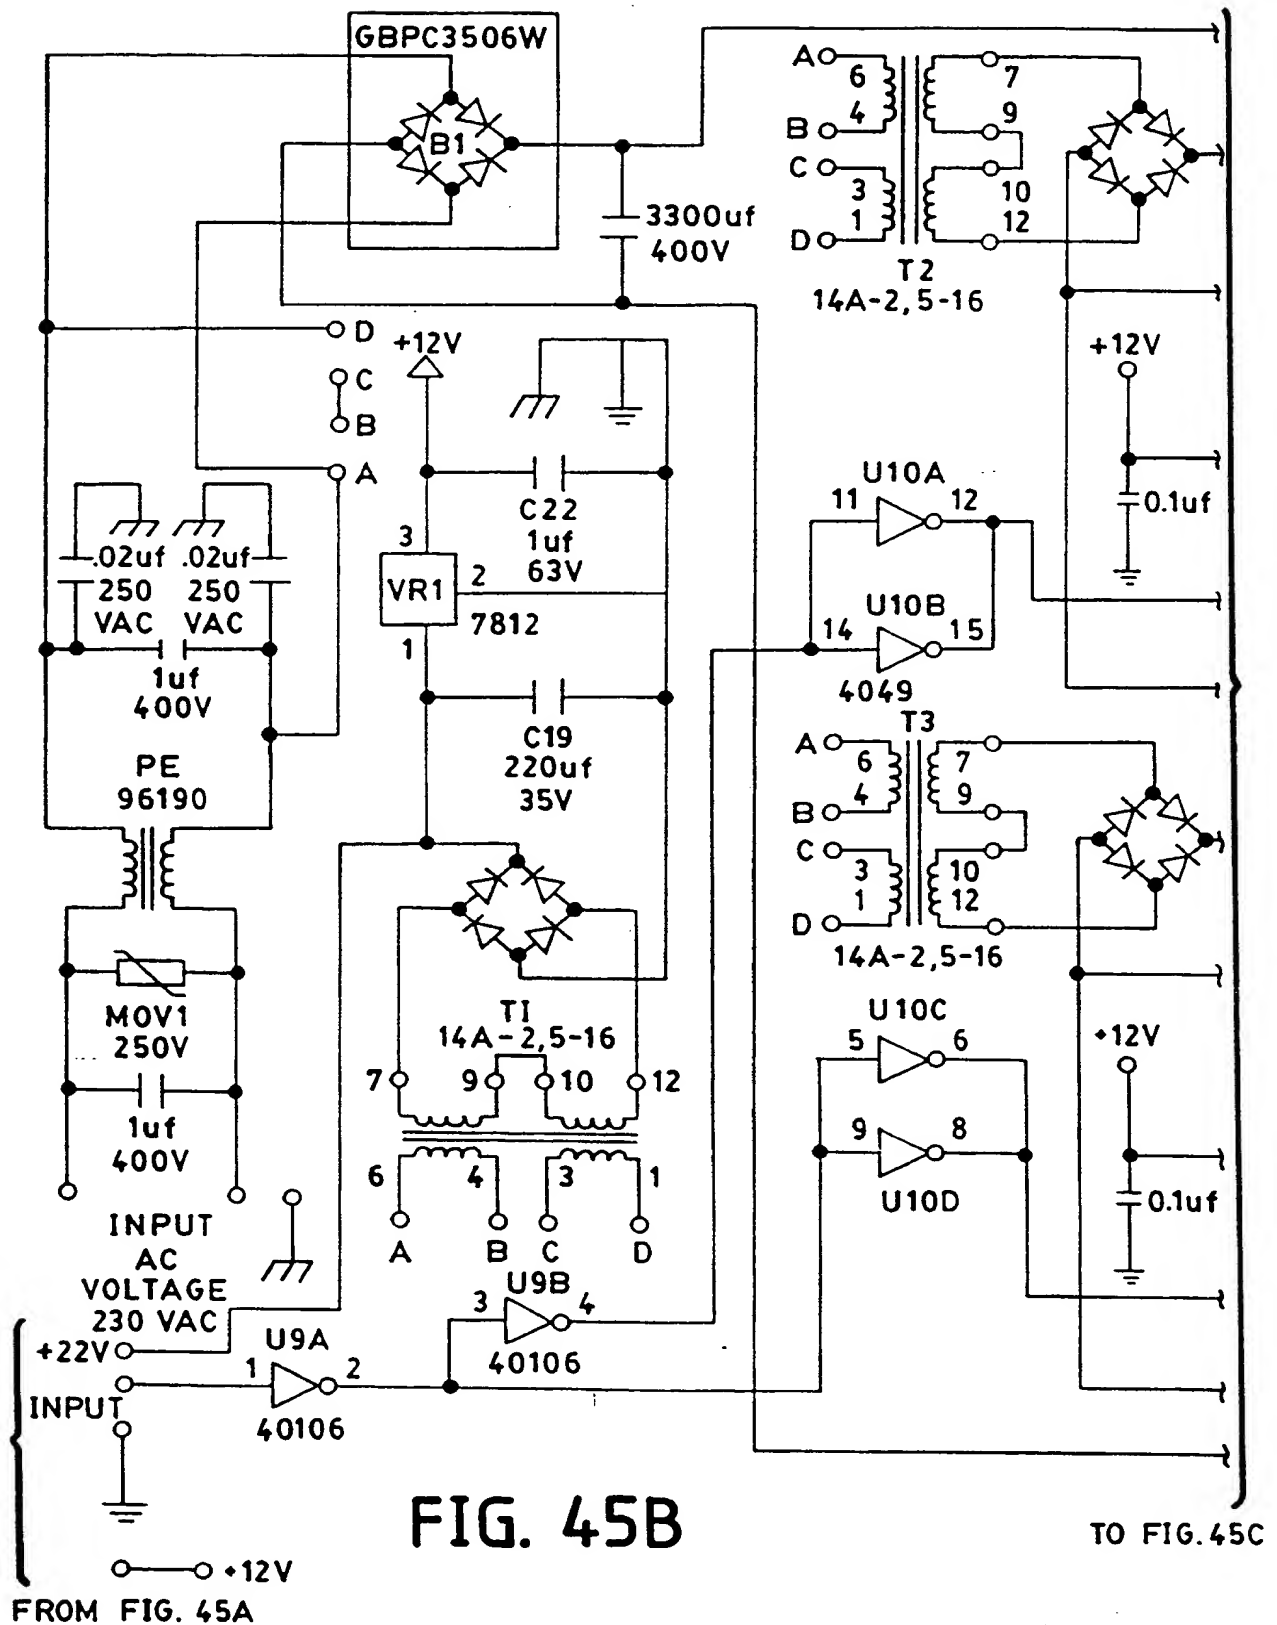 GBPC3506W
B1
3300uf
400V
A
6
7
4
B
9
C
3
10
1
12
D
T2
14A-2,5-16
D
+12V
C
B
A
+12V
0.1uf
.02uf
250
VAC
.02uf
250
VAC
1uf
400V
C22
1uf
63V
3
VR1
2
7812
1
U10A
11
12
U10B
14
15
4049
C19
220uf
35V
PE
96190
T3
A
6
7
4
9
B
C
3
10
1
12
D
14A-2,5-16
MOV1
250V
1uf
400V
T1
14A-2,5-16
7
9
10
12
6
4
3
1
A
B
C
D
U10C
5
6
9
8
U10D
+12V
0.1uf
INPUT
AC
VOLTAGE
230 VAC
U9B
3
4
40106
+22V
U9A
1
2
INPUT
40106
FIG. 45B
TO FIG.45C
+12V
FROM FIG. 45A